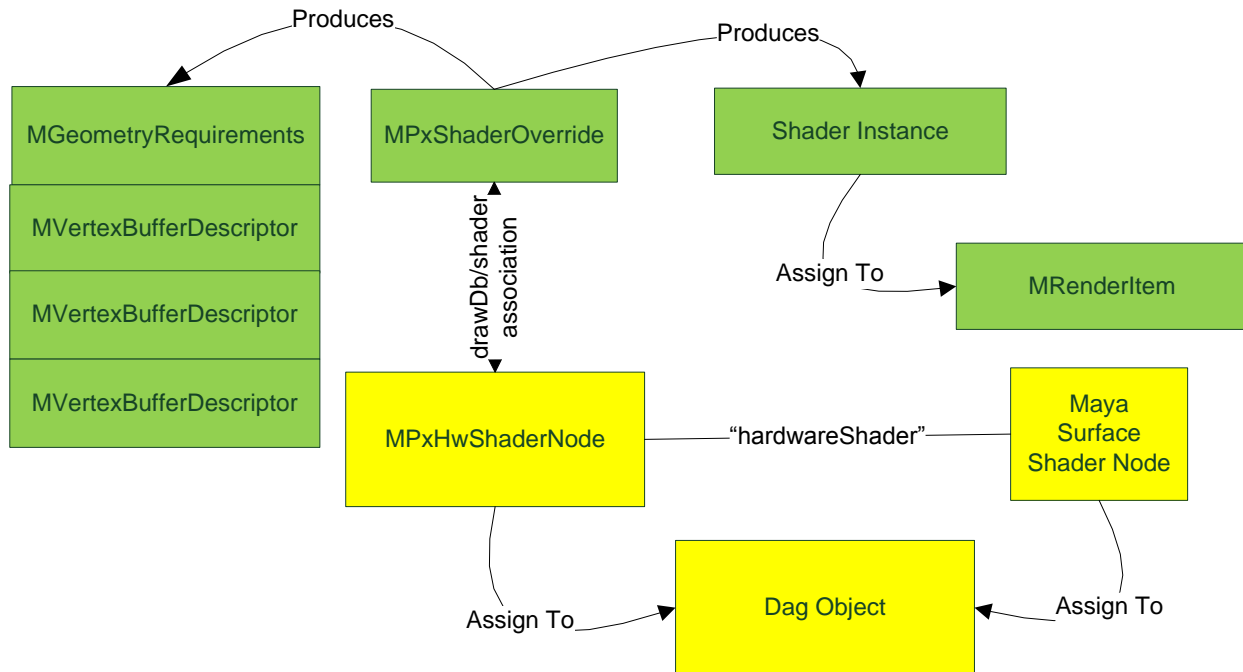 Produces
Produces
MGeometryRequirements
MPxShaderOverride
Shader Instance
MVertexBufferDescriptor
MVertexBufferDescriptor
MVertexBufferDescriptor
drawDb/shader
association
Assign To
MRenderItem
MPxHwShaderNode
“hardwareShader”
Maya
Surface
Shader Node
Assign To
Dag Object
Assign To